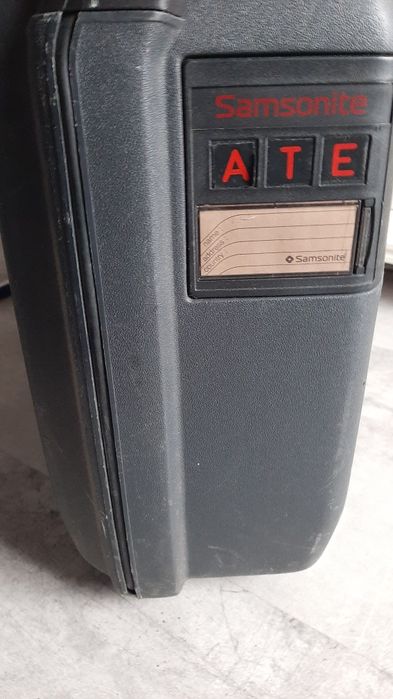 Samsonite
A T E
name
address
country
Samsonite